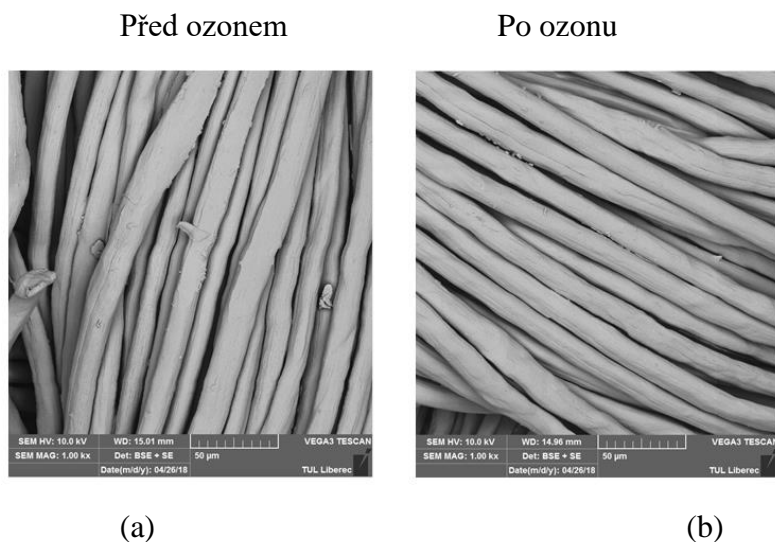 Před ozonem
Po ozonu
SEM HV: 10.0 kV WD: 15.01 mm VEGA3 TESCAN
SEM MAG: 1.00 kx Det: BSE + SE 50 µm
Date(m/d/y): 04/26/18 TUL Liberec
SEM HV: 10.0 kV WD: 14.96 mm VEGA3 TESCAN
SEM MAG: 1.00 kx Det: BSE + SE 50 µm
Date(m/d/y): 04/26/18 TUL Liberec
(a)
(b)